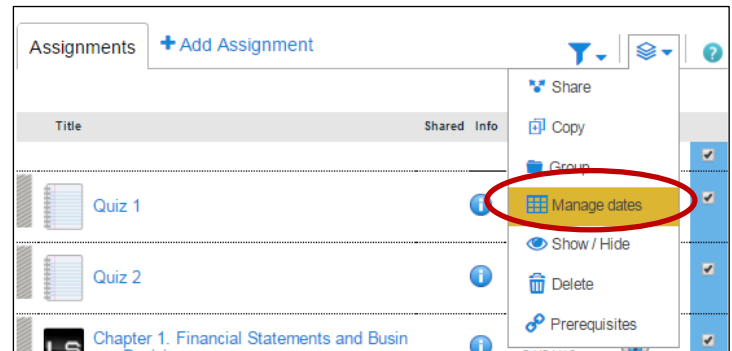 Assignments + Add Assignment
Share
Title Shared Info
Copy
Group
Quiz 1
Manage dates
Show / Hide
Quiz 2
Delete
Chapter 1. Financial Statements and Busin
Prerequisites
LS